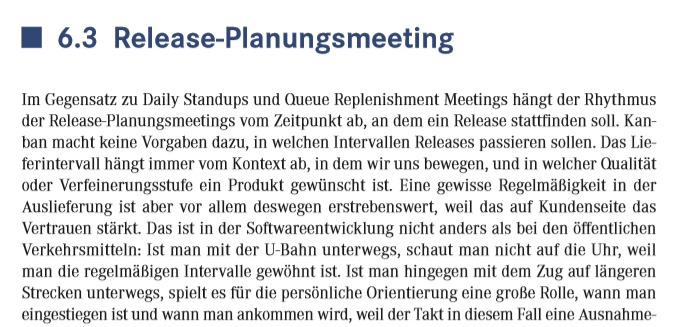 6.3 Release-Planungsmeeting
Im Gegensatz zu Daily Standups und Queue Replenishment Meetings hängt der Rhythmus
der Release-Planungsmeetings vom Zeitpunkt ab, an dem ein Release stattfinden soll. Kan-
ban macht keine Vorgaben dazu, in welchen Intervallen Releases passieren sollen. Das Lie-
ferintervall hängt immer vom Kontext ab, in dem wir uns bewegen, und in welcher Qualität
oder Verfeinerungsstufe ein Produkt gewünscht ist. Eine gewisse Regelmäßigkeit in der
Auslieferung ist aber vor allem deswegen erstrebenswert, weil das auf Kundenseite das
Vertrauen stärkt. Das ist in der Softwareentwicklung nicht anders als bei den öffentlichen
Verkehrsmitteln: Ist man mit der U-Bahn unterwegs, schaut man nicht auf die Uhr, weil
man die regelmäßigen Intervalle gewöhnt ist. Ist man hingegen mit dem Zug auf längeren
Strecken unterwegs, spielt es für die persönliche Orientierung eine große Rolle, wann man
eingestiegen ist und wann man ankommen wird, weil der Takt in diesem Fall eine Ausnahme-